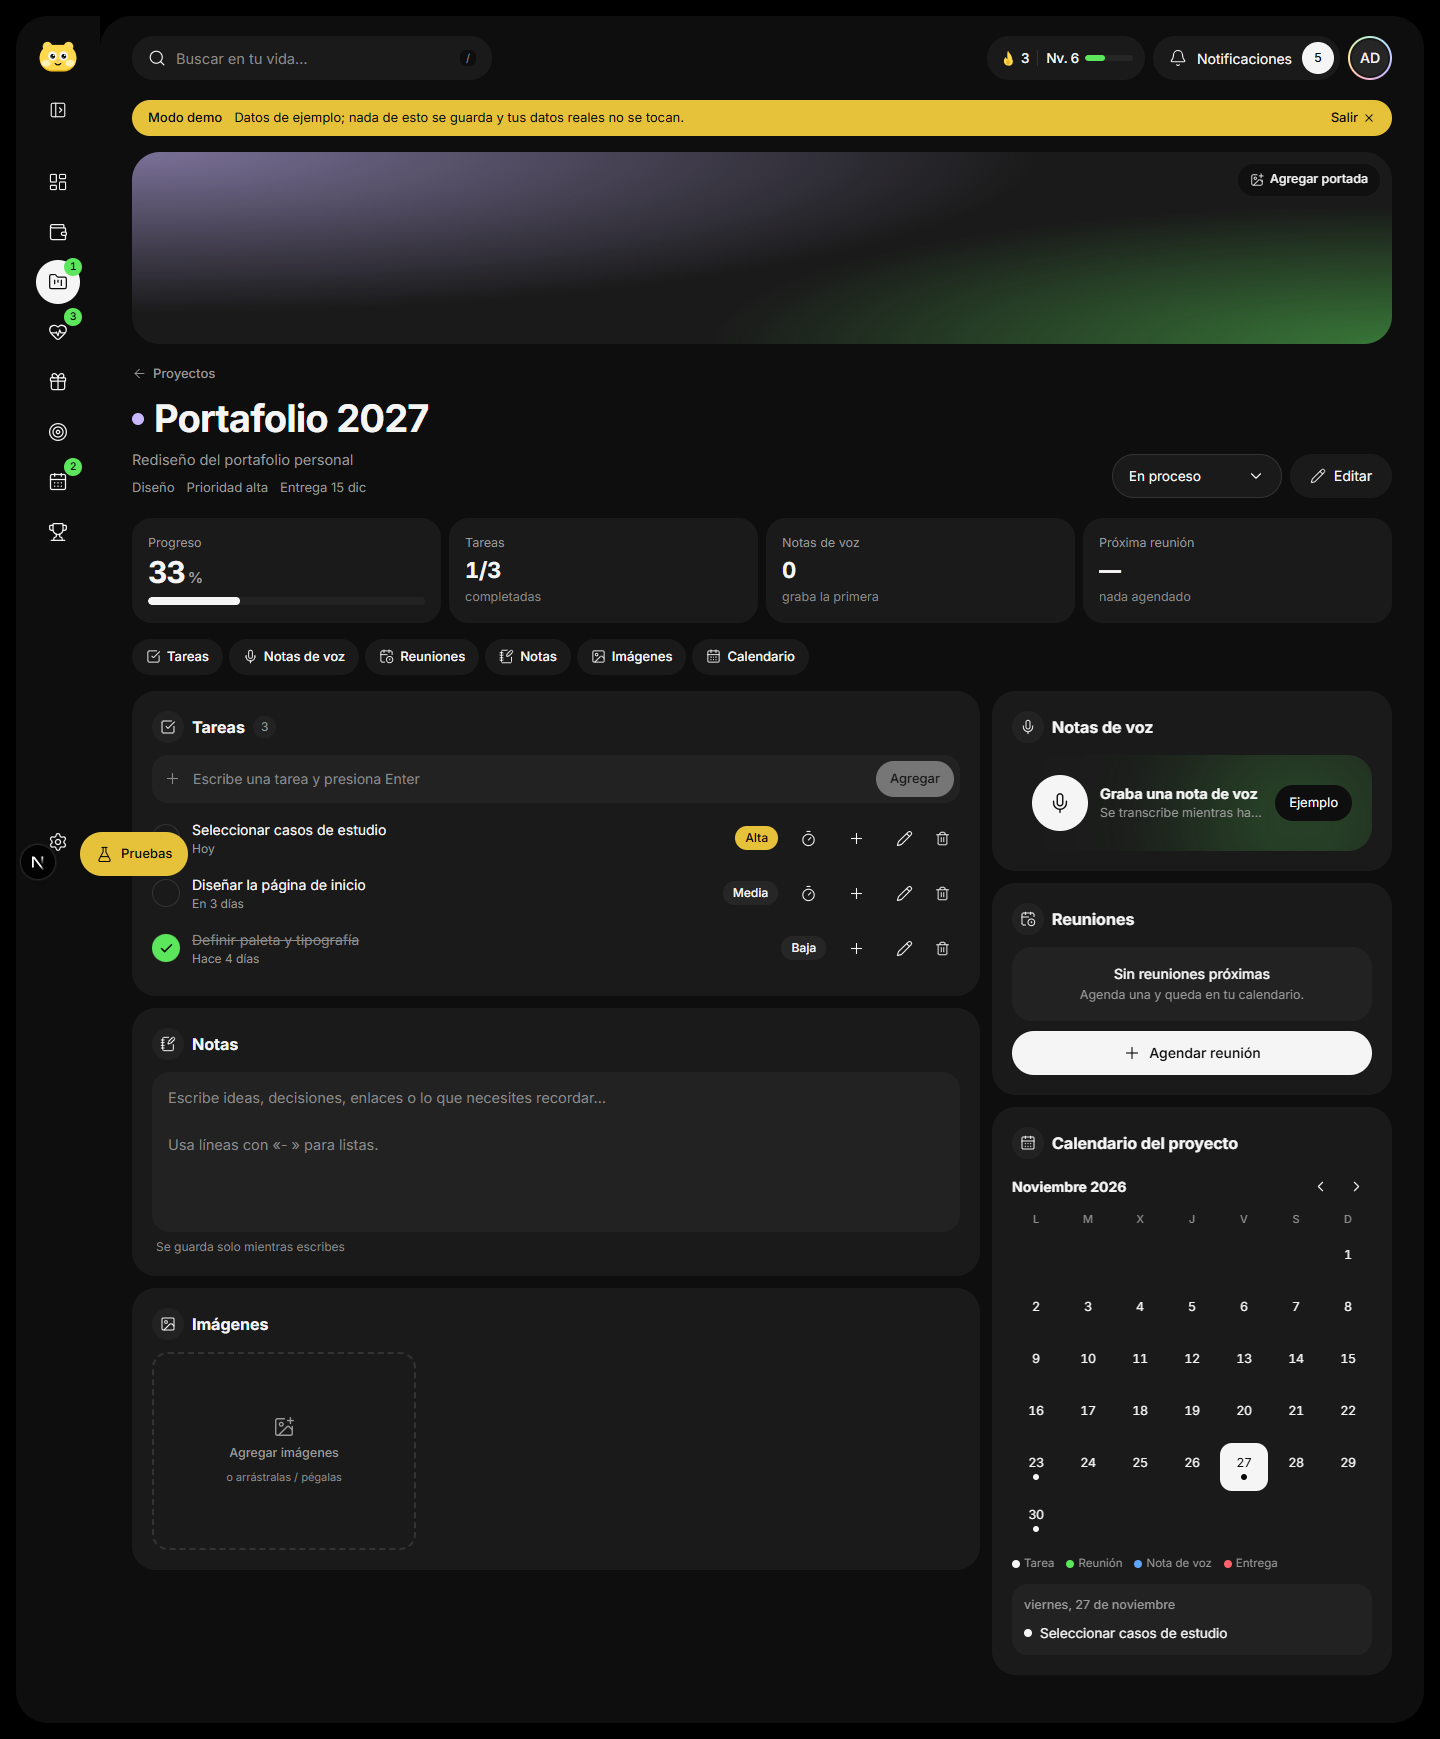 Buscar en tu vida...
/
3
Nv. 6
Notificaciones
5
AD
Modo demo
Datos de ejemplo; nada de esto se guarda y tus datos reales no se tocan.
Salir
1
3
2
Agregar portada
Proyectos
Portafolio 2027
Rediseño del portafolio personal
Diseño
Prioridad alta
Entrega 15 dic
En proceso
Editar
Progreso
33 %
Tareas
1/3
completadas
Notas de voz
0
graba la primera
Próxima reunión
—
nada agendado
Tareas
Notas de voz
Reuniones
Notas
Imágenes
Calendario
Tareas
3
Escribe una tarea y presiona Enter
Agregar
Seleccionar casos de estudio
Hoy
Alta
N
Pruebas
Diseñar la página de inicio
En 3 días
Media
Definir paleta y tipografía
Hace 4 días
Baja
Notas
Escribe ideas, decisiones, enlaces o lo que necesites recordar...
Usa líneas con «- » para listas.
Se guarda solo mientras escribes
Imágenes
Agregar imágenes
o arrástralas / pégalas
Notas de voz
Graba una nota de voz
Se transcribe mientras ha...
Ejemplo
Reuniones
Sin reuniones próximas
Agenda una y queda en tu calendario.
Agendar reunión
Calendario del proyecto
Noviembre 2026
L M X J V S D
1
2 3 4 5 6 7 8
9 10 11 12 13 14 15
16 17 18 19 20 21 22
23 24 25 26 27 28 29
30
Tarea
Reunión
Nota de voz
Entrega
viernes, 27 de noviembre
Seleccionar casos de estudio